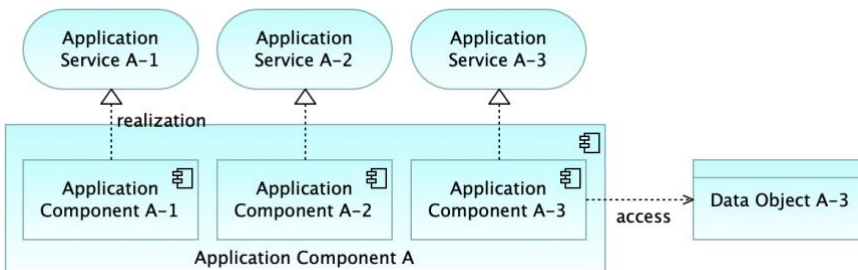 Application
Service A-1
Application
Service A-2
Application
Service A-3
realization
Application
Component A-1
Application
Component A-2
Application
Component A-3
access
Data Object A-3
Application Component A